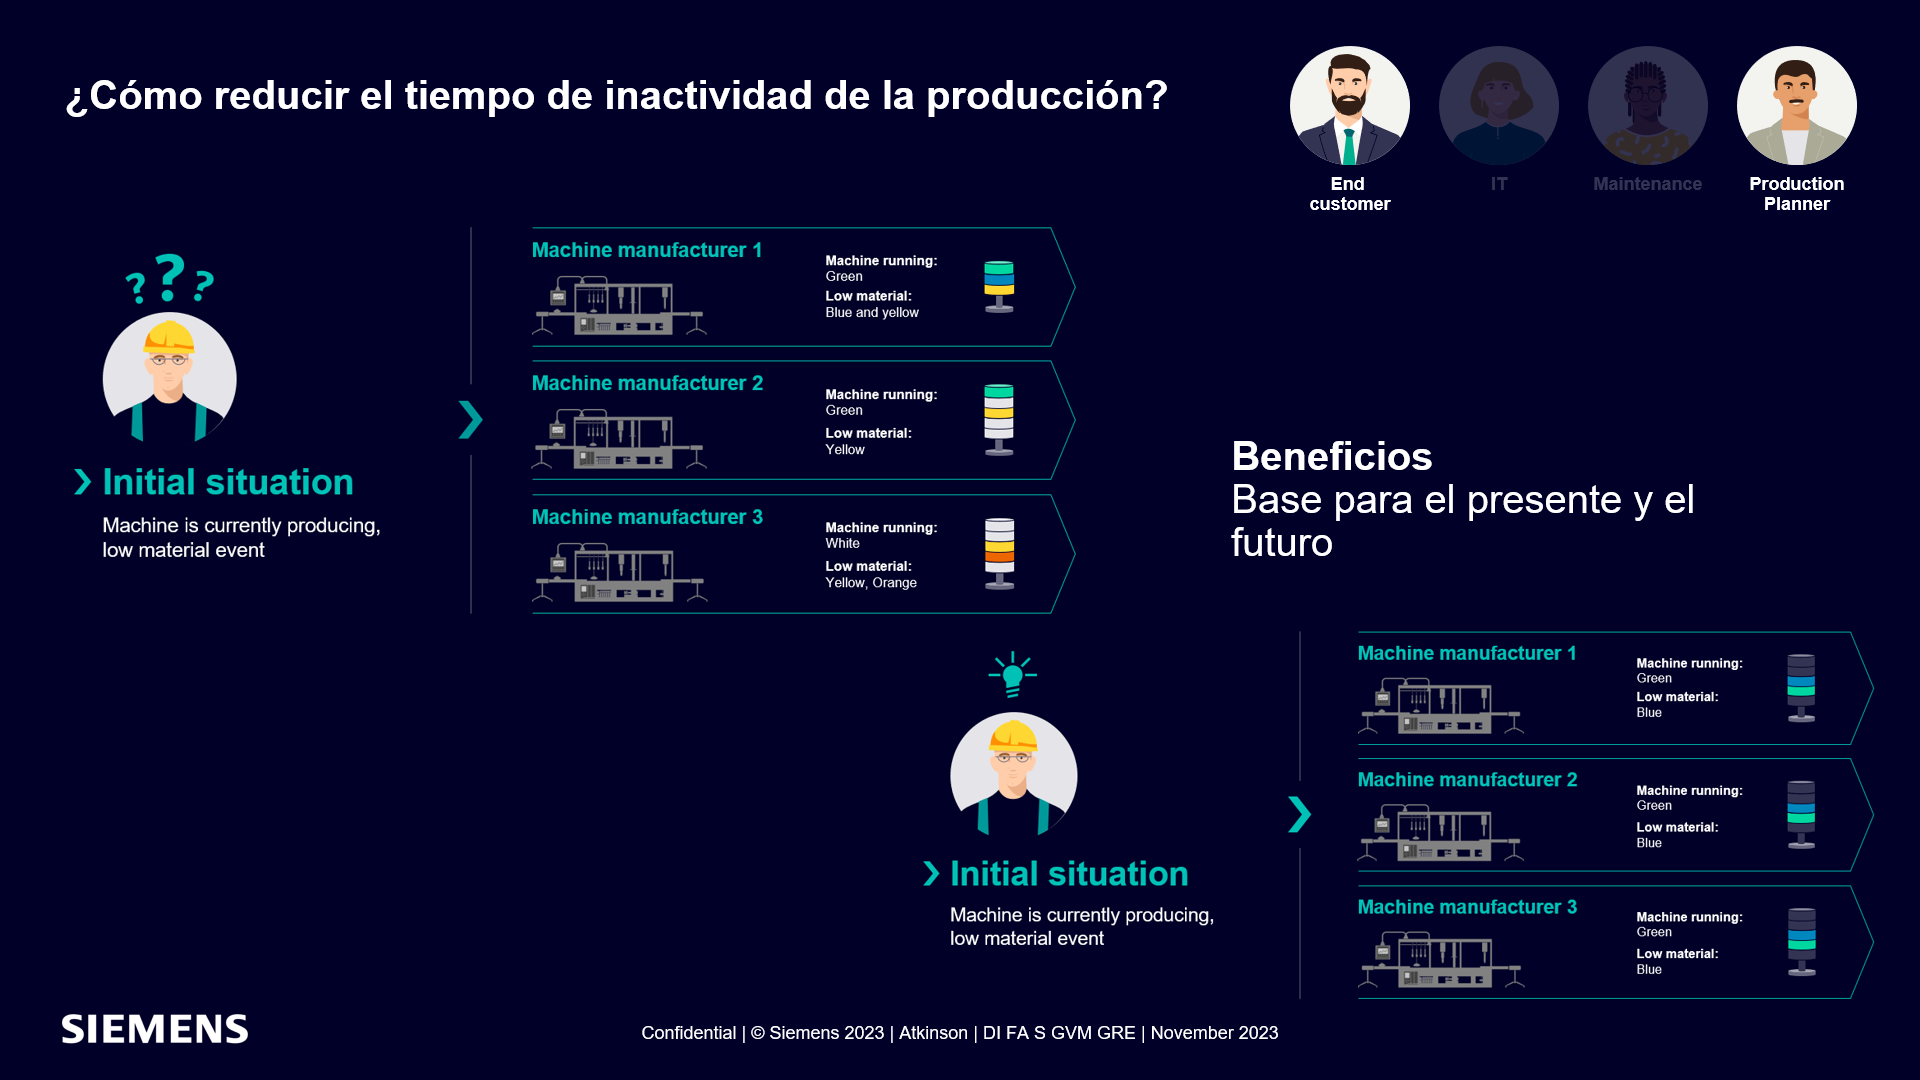 ¿Cómo reducir el tiempo de inactividad de la producción?
End
customer
IT
Maintenance
Production
Planner
? ? ?
Initial situation
Machine is currently producing,
low material event
Machine manufacturer 1
Machine running:
Green
Low material:
Blue and yellow
Machine manufacturer 2
Machine running:
Green
Low material:
Yellow
Machine manufacturer 3
Machine running:
White
Low material:
Yellow, Orange
Beneficios
Base para el presente y el
futuro
Initial situation
Machine is currently producing,
low material event
Machine manufacturer 1
Machine running:
Green
Low material:
Blue
Machine manufacturer 2
Machine running:
Green
Low material:
Blue
Machine manufacturer 3
Machine running:
Green
Low material:
Blue
SIEMENS
Confidential | © Siemens 2023 | Atkinson | DI FA S GVM GRE | November 2023